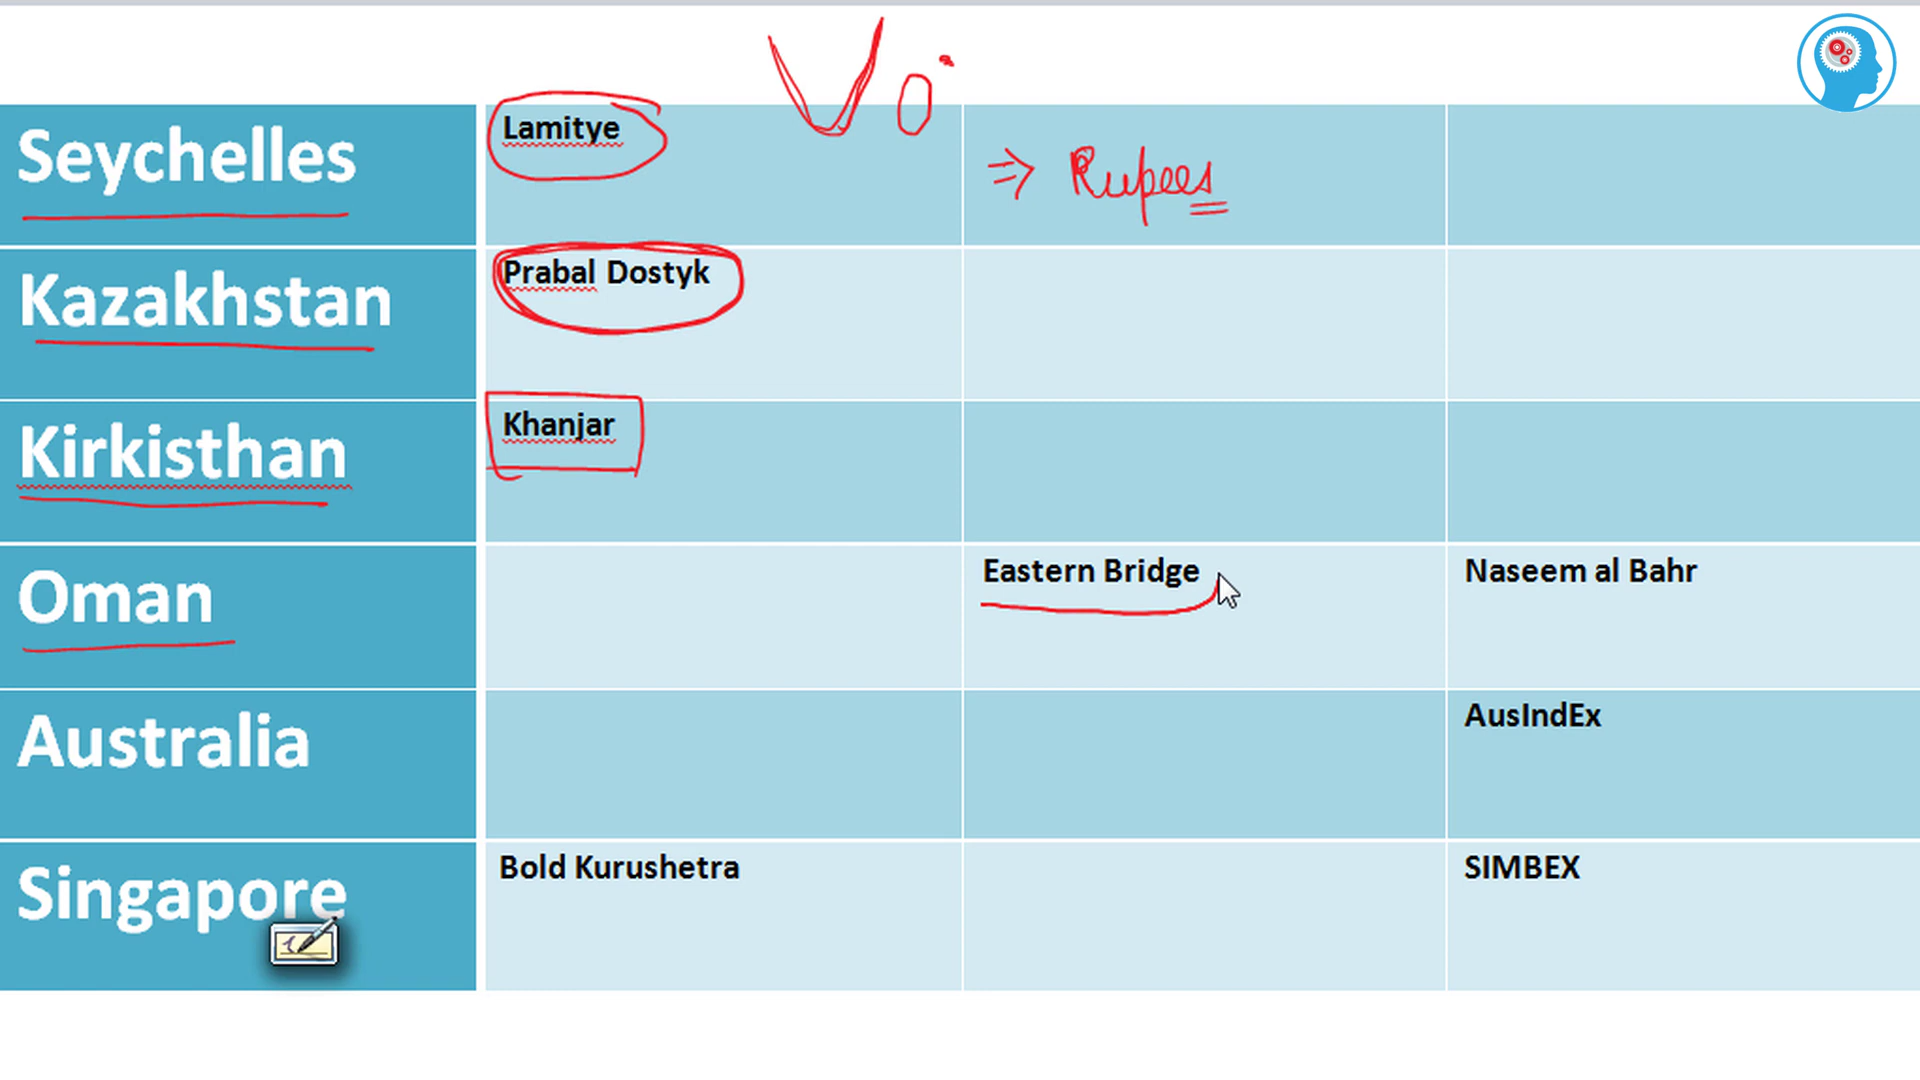 Seychelles
Lamitye
⇒ Rupees
Kazakhstan
Prabal Dostyk
Kirkisthan
Khanjar
Oman
Eastern Bridge
Naseem al Bahr
Australia
AusIndEx
Singapore
Bold Kurushetra
SIMBEX